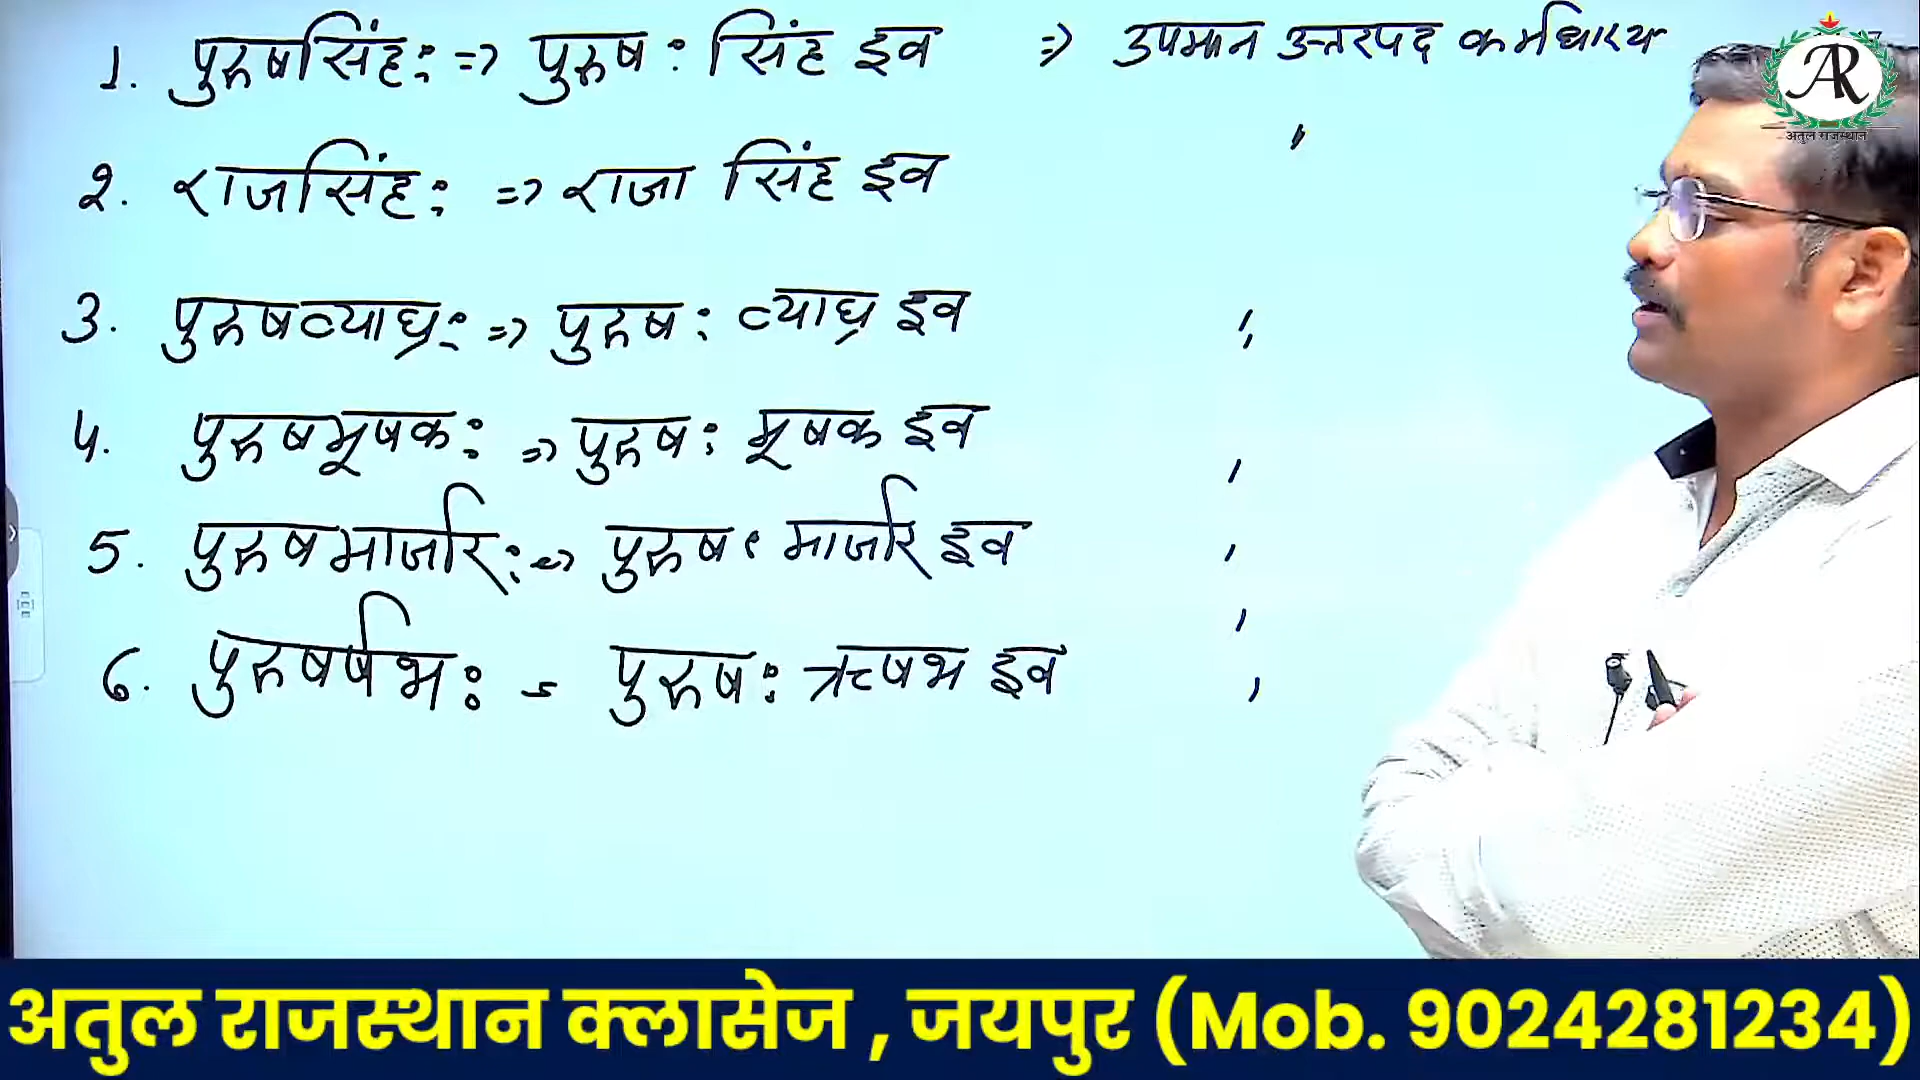 1. पुरुषसिंहः => पुरुषः सिंह इव => उपमान उत्तरपद कर्मधारय
2. राजसिंहः => राजा सिंह इव "
3. पुरुषव्याघ्रः => पुरुषः व्याघ्र इव "
4. पुरुषमूषकः => पुरुषः मूषक इव "
5. पुरुषमार्जारः => पुरुषः मार्जार इव "
6. पुरुषर्षभः = पुरुषः ऋषभ इव "
AR
अतुल राजस्थान
अतुल राजस्थान क्लासेज , जयपुर (Mob. 9024281234)